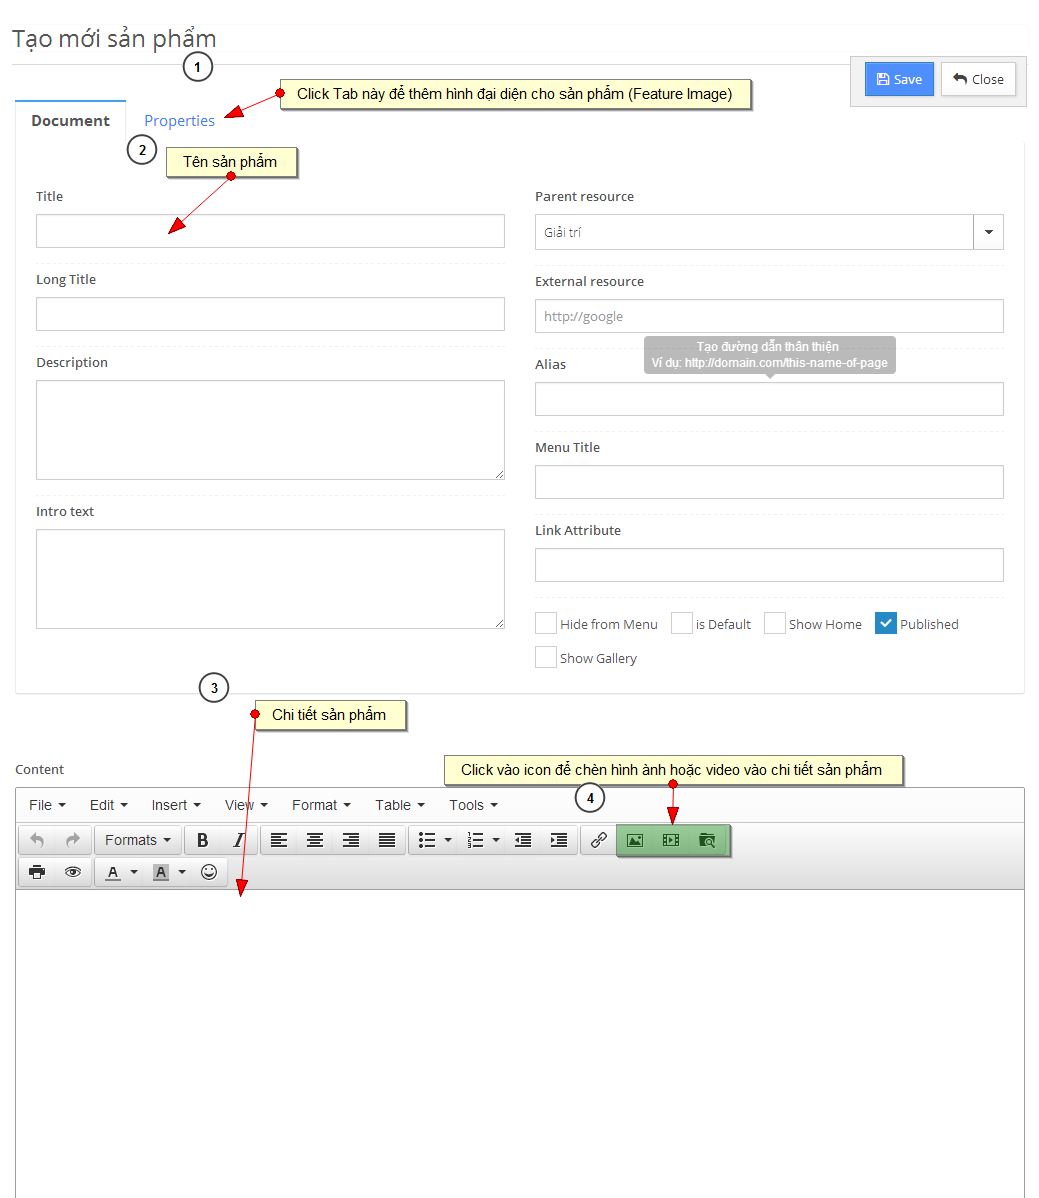 Tạo mới sản phẩm
1
Save
Close
Click Tab này để thêm hình đại diện cho sản phẩm (Feature Image)
Document
Properties
2
Tên sản phẩm
Title
Long Title
Description
Intro text
Parent resource
Giải trí
External resource
http://google
Tạo đường dẫn thân thiện
Ví dụ: http://domain.com/this-name-of-page
Alias
Menu Title
Link Attribute
Hide from Menu
is Default
Show Home
Published
Show Gallery
3
Chi tiết sản phẩm
Content
Click vào icon để chèn hình ảnh hoặc video vào chi tiết sản phẩm
4
File
Edit
Insert
View
Format
Table
Tools
Formats
B
I
A
A